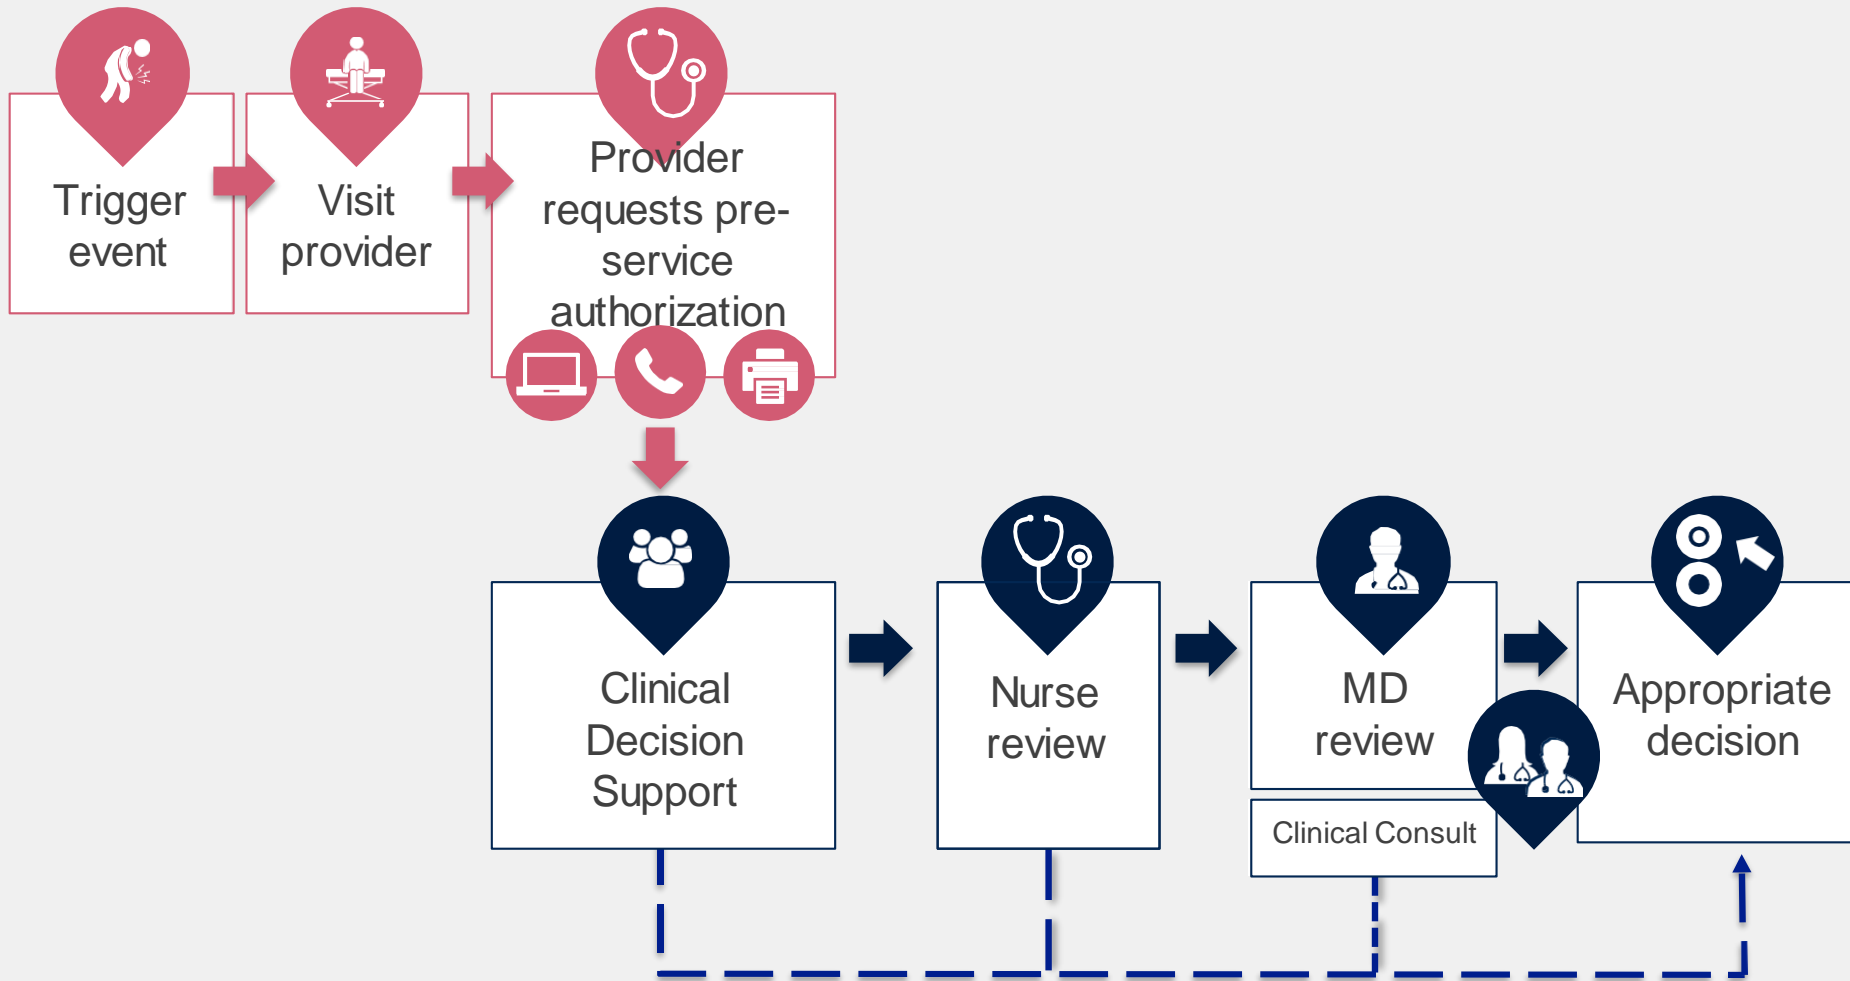 Trigger
event
Visit
provider
Provider
requests pre-
service
authorization
Clinical
Decision
Support
Nurse
review
MD
review
Clinical Consult
Appropriate
decision